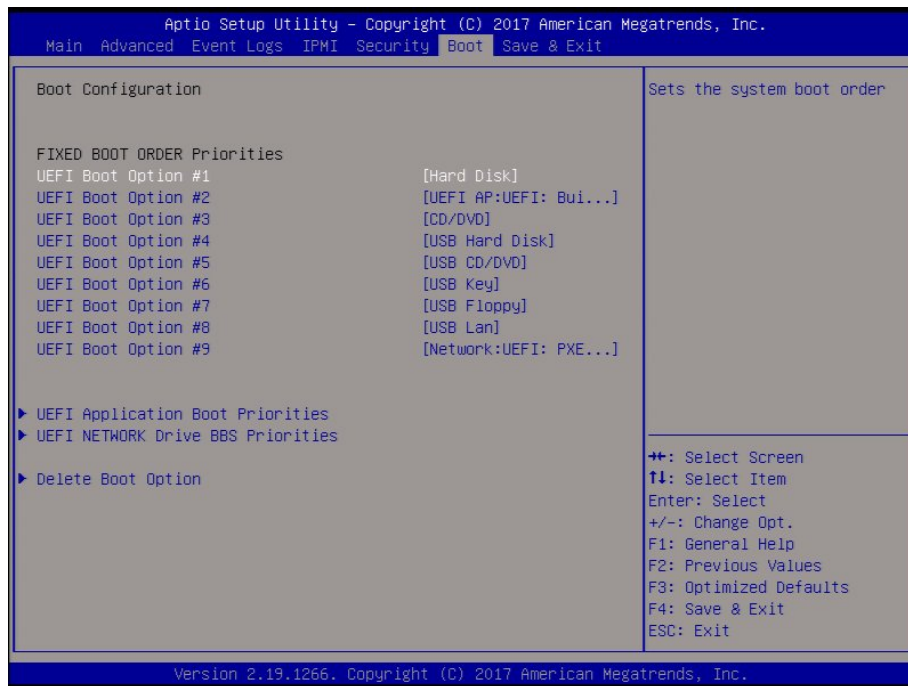 Aptio Setup Utility – Copyright (C) 2017 American Megatrends, Inc.
Main Advanced Event Logs IPMI Security Boot Save & Exit
Boot Configuration
Sets the system boot order
FIXED BOOT ORDER Priorities
UEFI Boot Option #1 [Hard Disk]
UEFI Boot Option #2 [UEFI AP:UEFI: Bui...]
UEFI Boot Option #3 [CD/DVD]
UEFI Boot Option #4 [USB Hard Disk]
UEFI Boot Option #5 [USB CD/DVD]
UEFI Boot Option #6 [USB Key]
UEFI Boot Option #7 [USB Floppy]
UEFI Boot Option #8 [USB Lan]
UEFI Boot Option #9 [Network:UEFI: PXE...]
UEFI Application Boot Priorities
UEFI NETWORK Drive BBS Priorities
Delete Boot Option
→←: Select Screen
↑↓: Select Item
Enter: Select
+/-: Change Opt.
F1: General Help
F2: Previous Values
F3: Optimized Defaults
F4: Save & Exit
ESC: Exit
Version 2.19.1266. Copyright (C) 2017 American Megatrends, Inc.